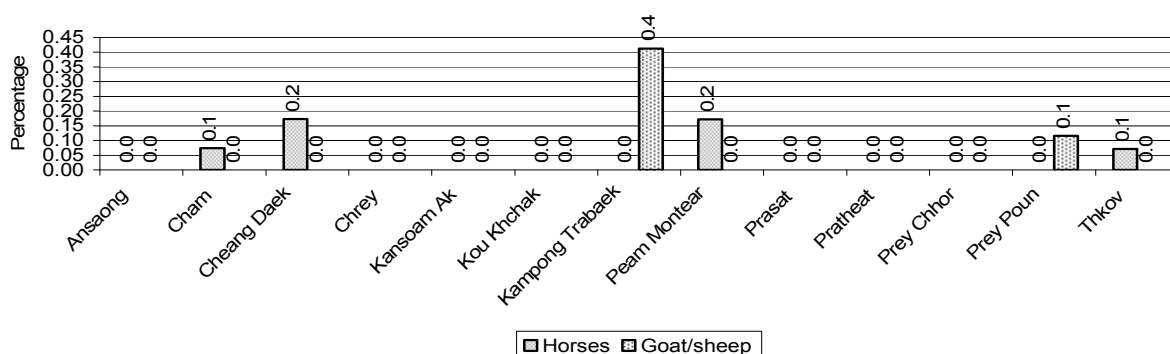 Percentage
0.45
0.40
0.35
0.30
0.25
0.20
0.15
0.10
0.05
0.00
0.0 0.0
0.1 0.0
0.2 0.0
0.0 0.0
0.0 0.0
0.0 0.0
0.0 0.4
0.2 0.0
0.0 0.0
0.0 0.0
0.0 0.0
0.0 0.1
0.1 0.0
Ansaong
Cham
Cheang Daek
Chrey
Kansoam Ak
Kou Khchak
Kampong Trabaek
Peam Montear
Prasat
Pratheat
Prey Chhor
Prey Poun
Thkov
Horses Goat/sheep